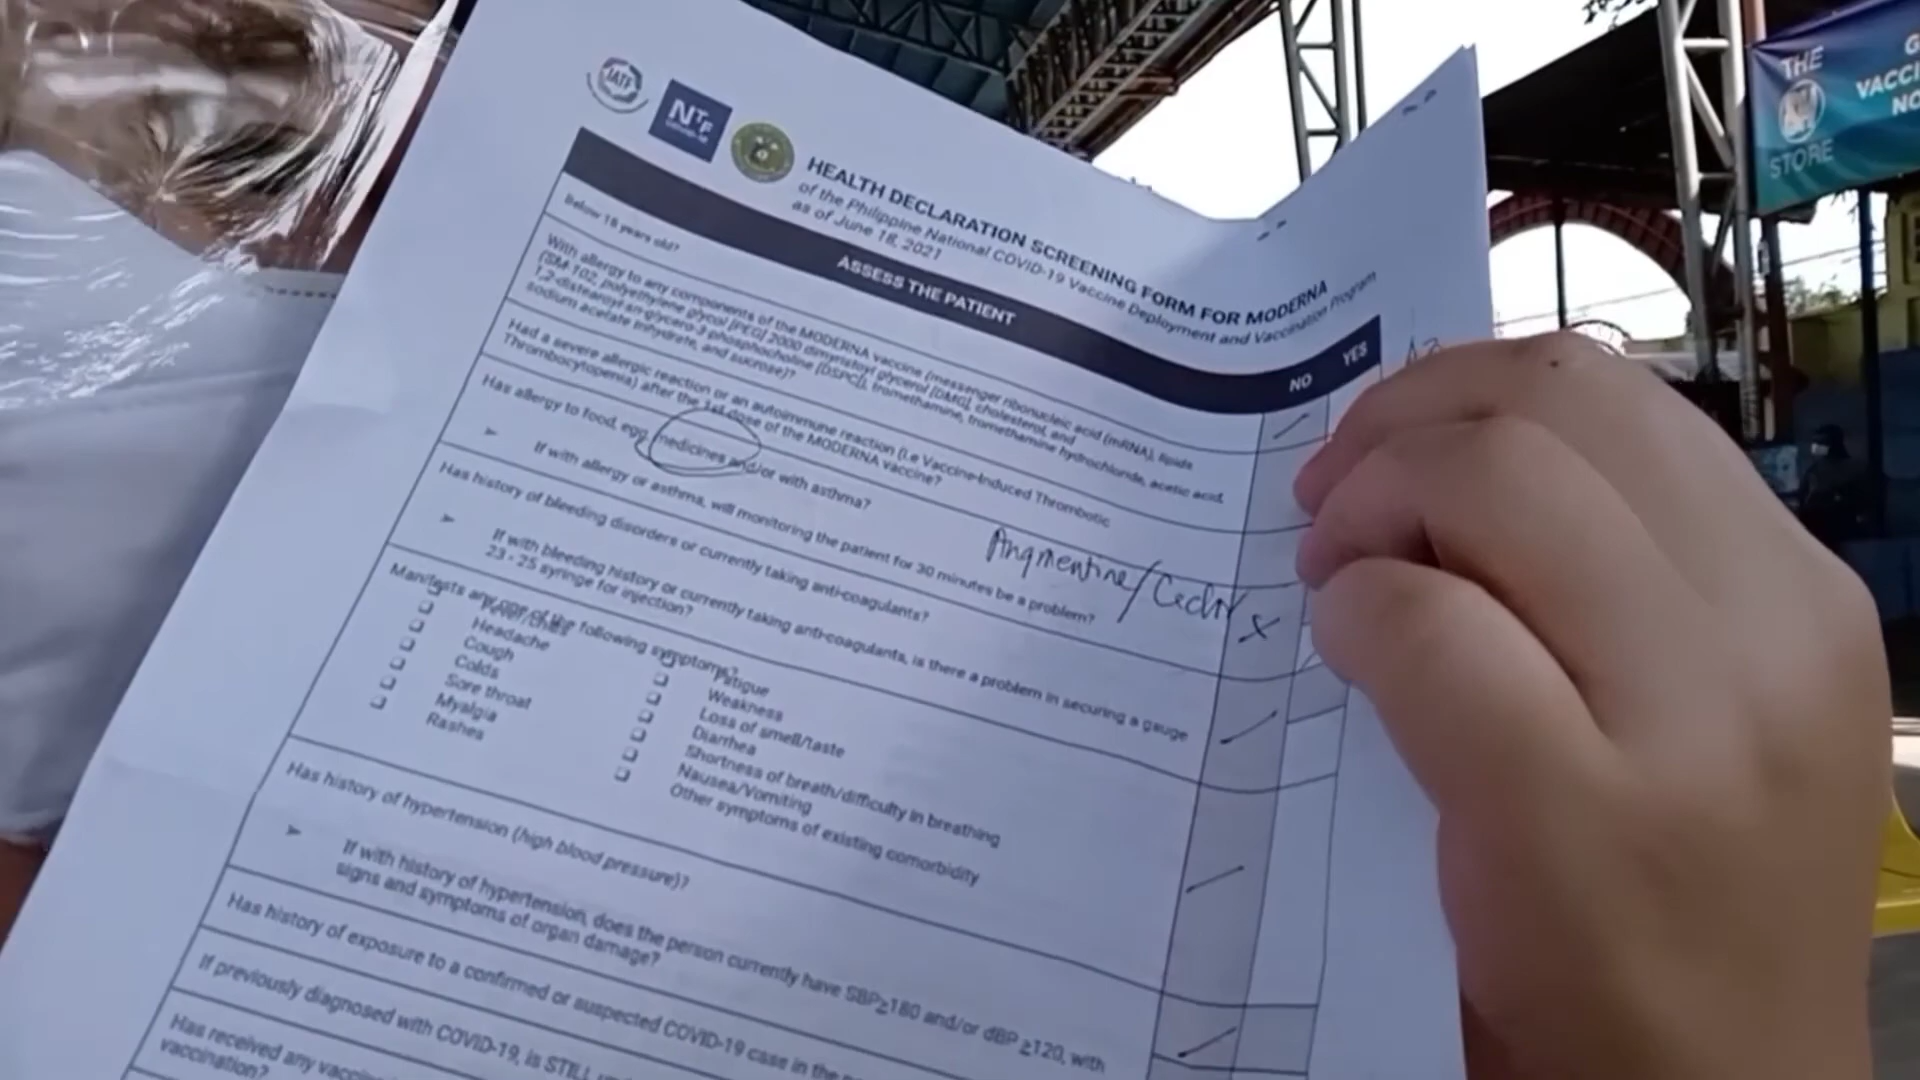 IATF
NTF
COVID-19
HEALTH DECLARATION SCREENING FORM FOR MODERNA
of the Philippine National COVID-19 Vaccine Deployment and Vaccination Program
as of June 18, 2021
ASSESS THE PATIENT
NO
YES
Below 18 years old?
With allergy to any components of the MODERNA vaccine (messenger ribonucleic acid (mRNA), lipids
(SM-102, polyethylene glycol [PEG] 2000 dimyristoyl glycerol [DMG], cholesterol, and
1,2-distearoyl-sn-glycero-3-phosphocholine [DSPC]), tromethamine, tromethamine hydrochloride, acetic acid,
sodium acetate trihydrate, and sucrose)?
Had a severe allergic reaction or an autoimmune reaction (i.e Vaccine-Induced Thrombotic
Thrombocytopenia) after the 1st dose of the MODERNA vaccine?
Has allergy to food, egg, medicines and/or with asthma?
If with allergy or asthma, will monitoring the patient for 30 minutes be a problem?
Augmentine/Ceclor
Has history of bleeding disorders or currently taking anti-coagulants?
If with bleeding history or currently taking anti-coagulants, is there a problem in securing a gauge
23 - 25 syringe for injection?
Manifests any one of the following symptoms?
Fever/chills
Headache
Cough
Colds
Sore throat
Myalgia
Rashes
Fatigue
Weakness
Loss of smell/taste
Diarrhea
Shortness of breath/difficulty in breathing
Nausea/Vomiting
Other symptoms of existing comorbidity
Has history of hypertension (high blood pressure)?
If with history of hypertension, does the person currently have SBP≥180 and/or dBP ≥120, with
signs and symptoms of organ damage?
Has history of exposure to a confirmed or suspected COVID-19 case in the
If previously diagnosed with COVID-19, is STILL
Has received any
vaccination?
THE
STORE